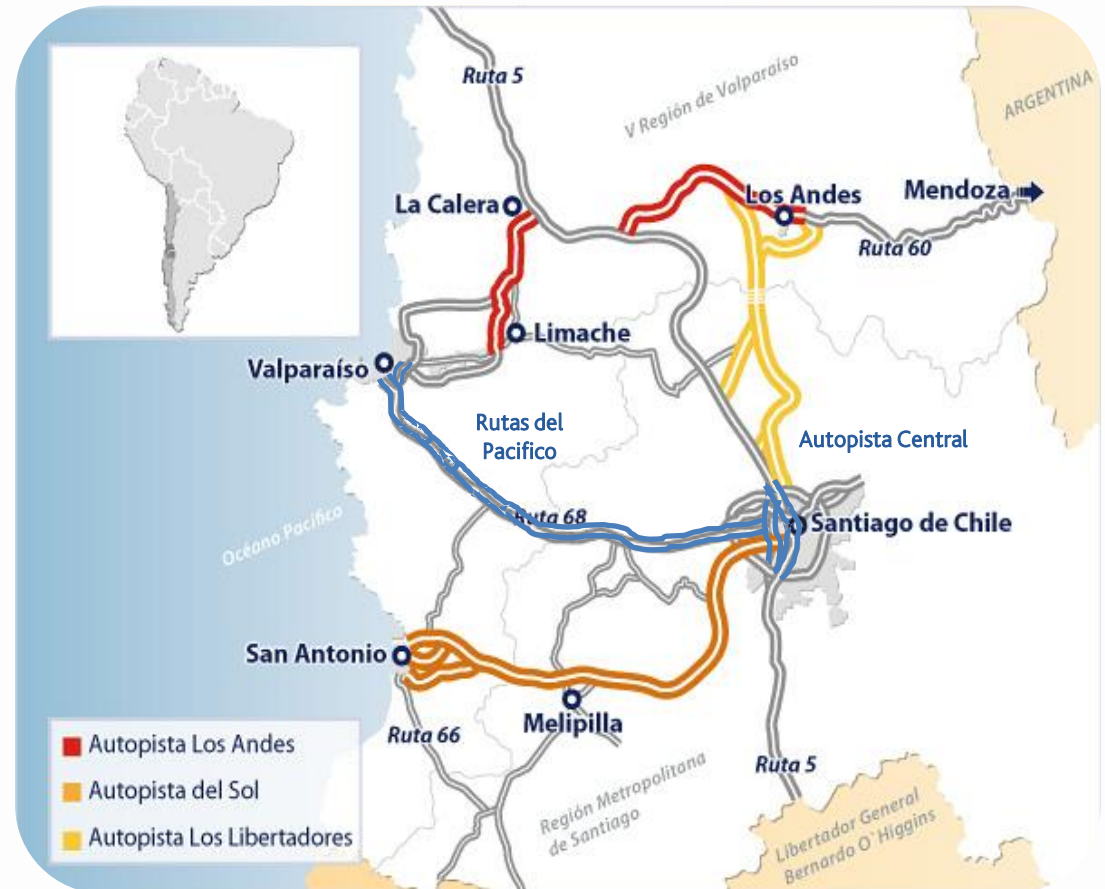 Ruta 5
V Región de Valparaíso
ARGENTINA
La Calera
Los Andes
Mendoza
Ruta 60
Limache
Valparaíso
Rutas del
Pacifico
Autopista Central
Ruta 68
Santiago de Chile
Océano Pacífico
San Antonio
Melipilla
Ruta 66
Ruta 5
Región Metropolitana
de Santiago
Libertador General
Bernardo O`Higgins
Autopista Los Andes
Autopista del Sol
Autopista Los Libertadores